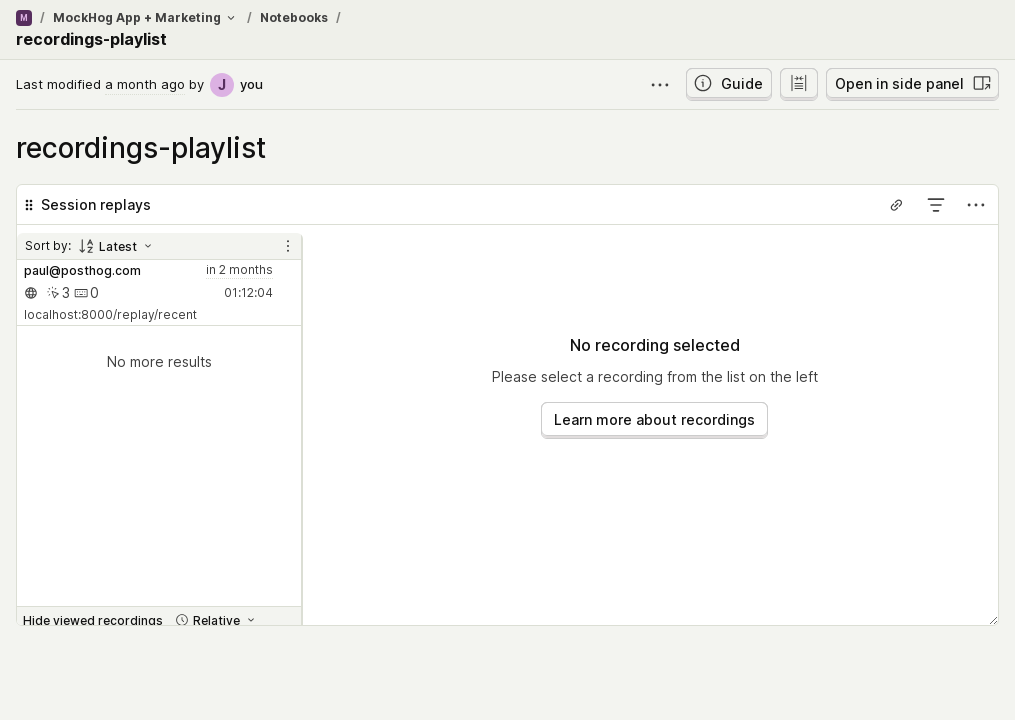 M / MockHog App + Marketing / Notebooks /
recordings-playlist
Last modified a month ago by J you
Guide
Open in side panel
recordings-playlist
Session replays
Sort by: Latest
paul@posthog.com in 2 months
3 0 01:12:04
localhost:8000/replay/recent
No more results
No recording selected
Please select a recording from the list on the left
Learn more about recordings
Hide viewed recordings Relative